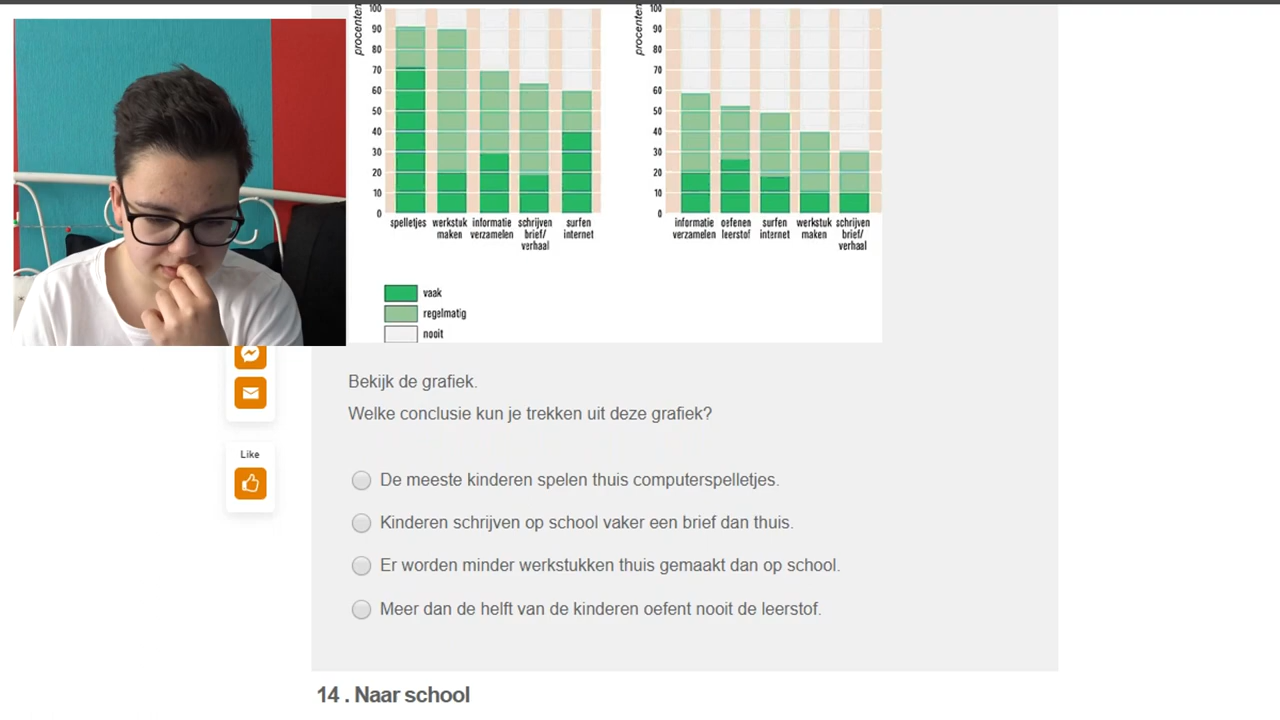 procenten
100
90
80
70
60
50
40
30
20
10
0
spelletjes
werkstuk
maken
informatie
verzamelen
schrijven
brief/
verhaal
surfen
internet
procenten
100
90
80
70
60
50
40
30
20
10
0
informatie
verzamelen
oefenen
leerstof
surfen
internet
werkstuk
maken
schrijven
brief/
verhaal
vaak
regelmatig
nooit
Like
Bekijk de grafiek.
Welke conclusie kun je trekken uit deze grafiek?
De meeste kinderen spelen thuis computerspelletjes.
Kinderen schrijven op school vaker een brief dan thuis.
Er worden minder werkstukken thuis gemaakt dan op school.
Meer dan de helft van de kinderen oefent nooit de leerstof.
14 . Naar school